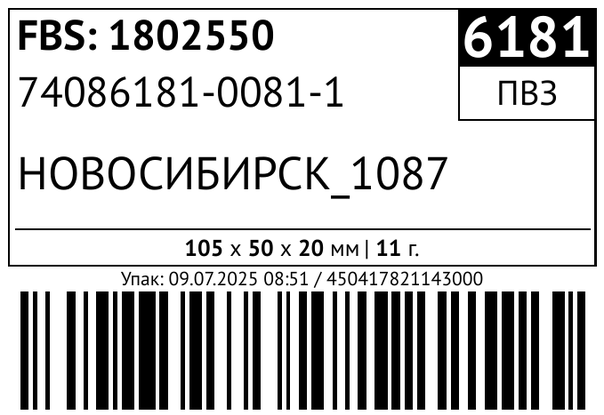 FBS: 1802550
6181
74086181-0081-1
ПВЗ
НОВОСИБИРСК_1087
105 x 50 x 20 мм | 11 г.
Упак: 09.07.2025 08:51 / 450417821143000